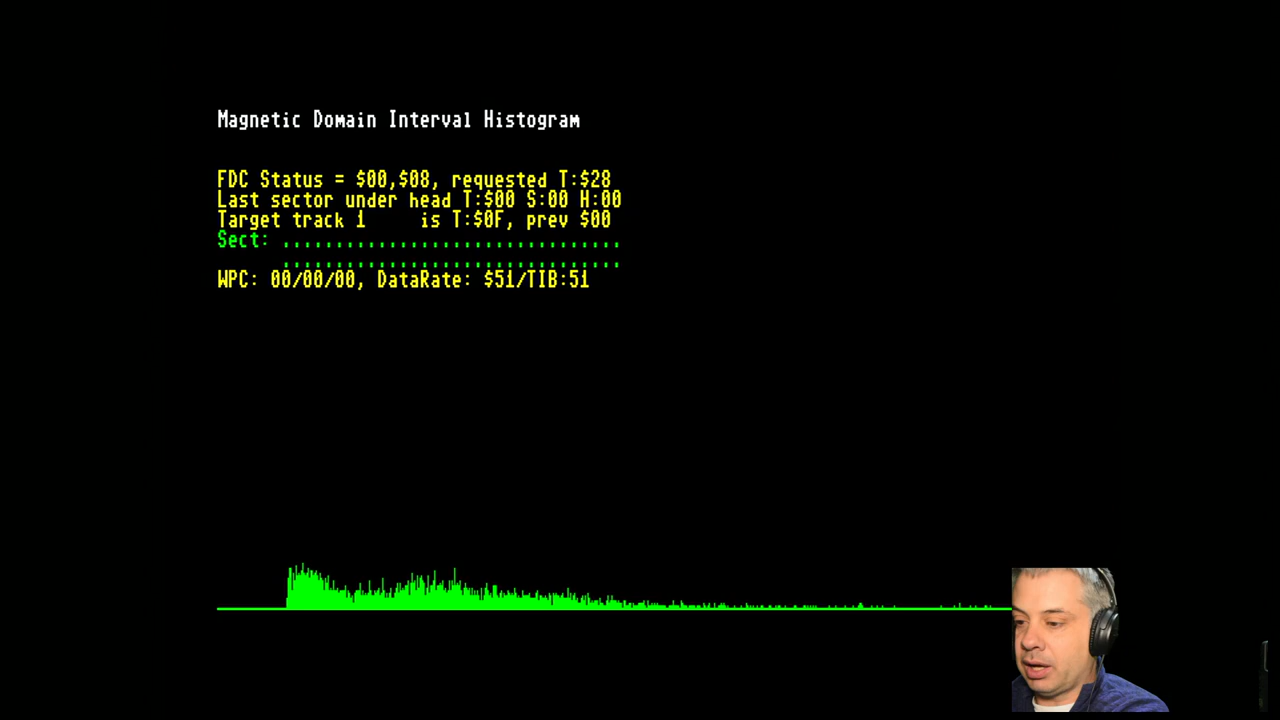 Magnetic Domain Interval Histogram
FDC Status = $00,$08, requested T:$28
Last sector under head T:$00 S:00 H:00
Target track 1     is T:$0F, prev $00
Sect: ................................
................................
WPC: 00/00/00, DataRate: $51/TIB:51